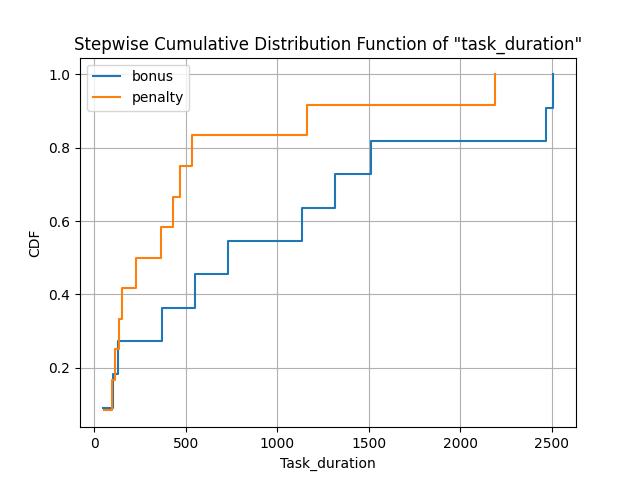 Stepwise Cumulative Distribution Function of "task_duration"
bonus
penalty
1.0
0.8
0.6
0.4
0.2
CDF
0
500
1000
1500
2000
2500
Task_duration